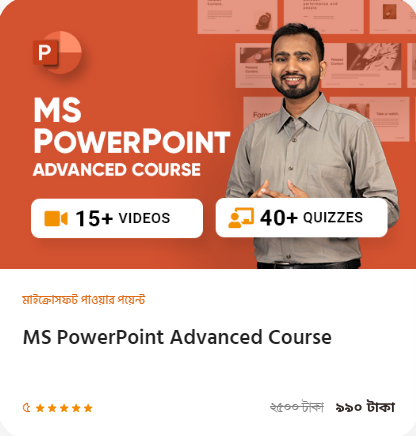 P
MS
POWERPOINT
ADVANCED COURSE
15+ VIDEOS
40+ QUIZZES
মাইক্রোসফট পাওয়ার পয়েন্ট
MS PowerPoint Advanced Course
৫ ★★★★★
২৫০০ টাকা ৯৯০ টাকা